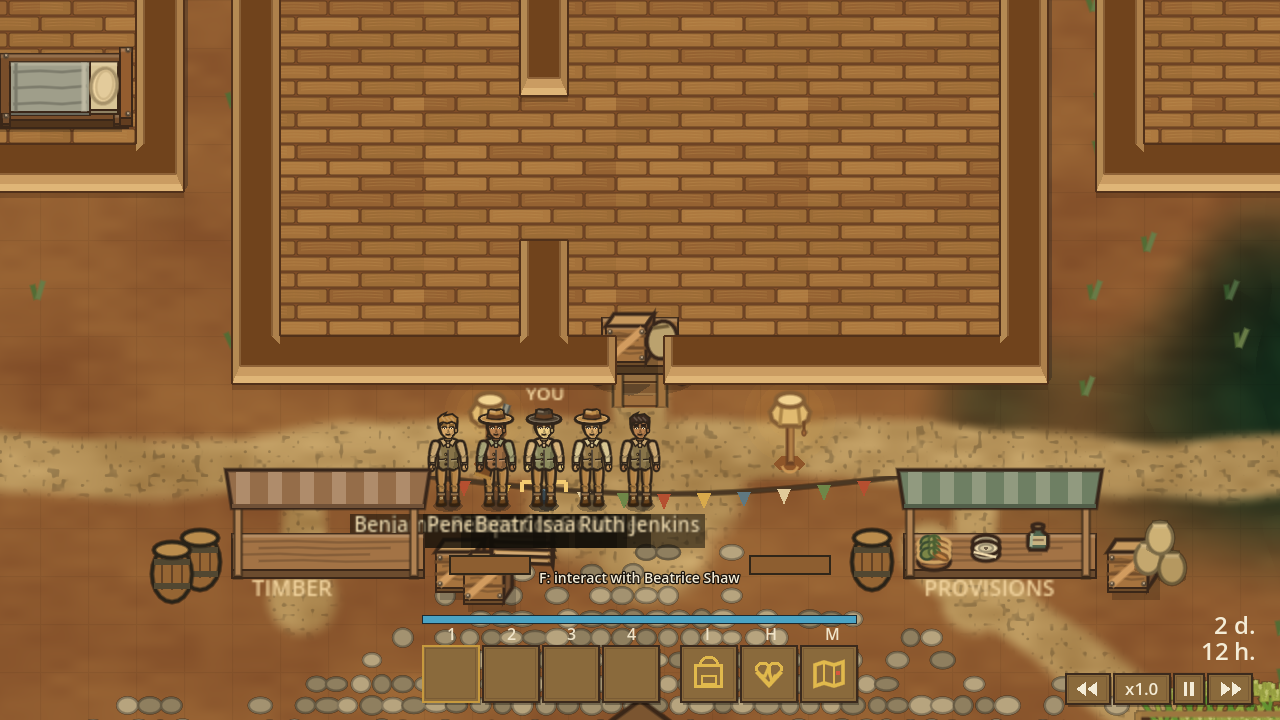 YOU
Benja Pene Beatri Isaa Ruth Jenkins
TIMBER
F: interact with Beatrice Shaw
PROVISIONS
1 2 3 4 I H M
2 d.
12 h.
x1.0